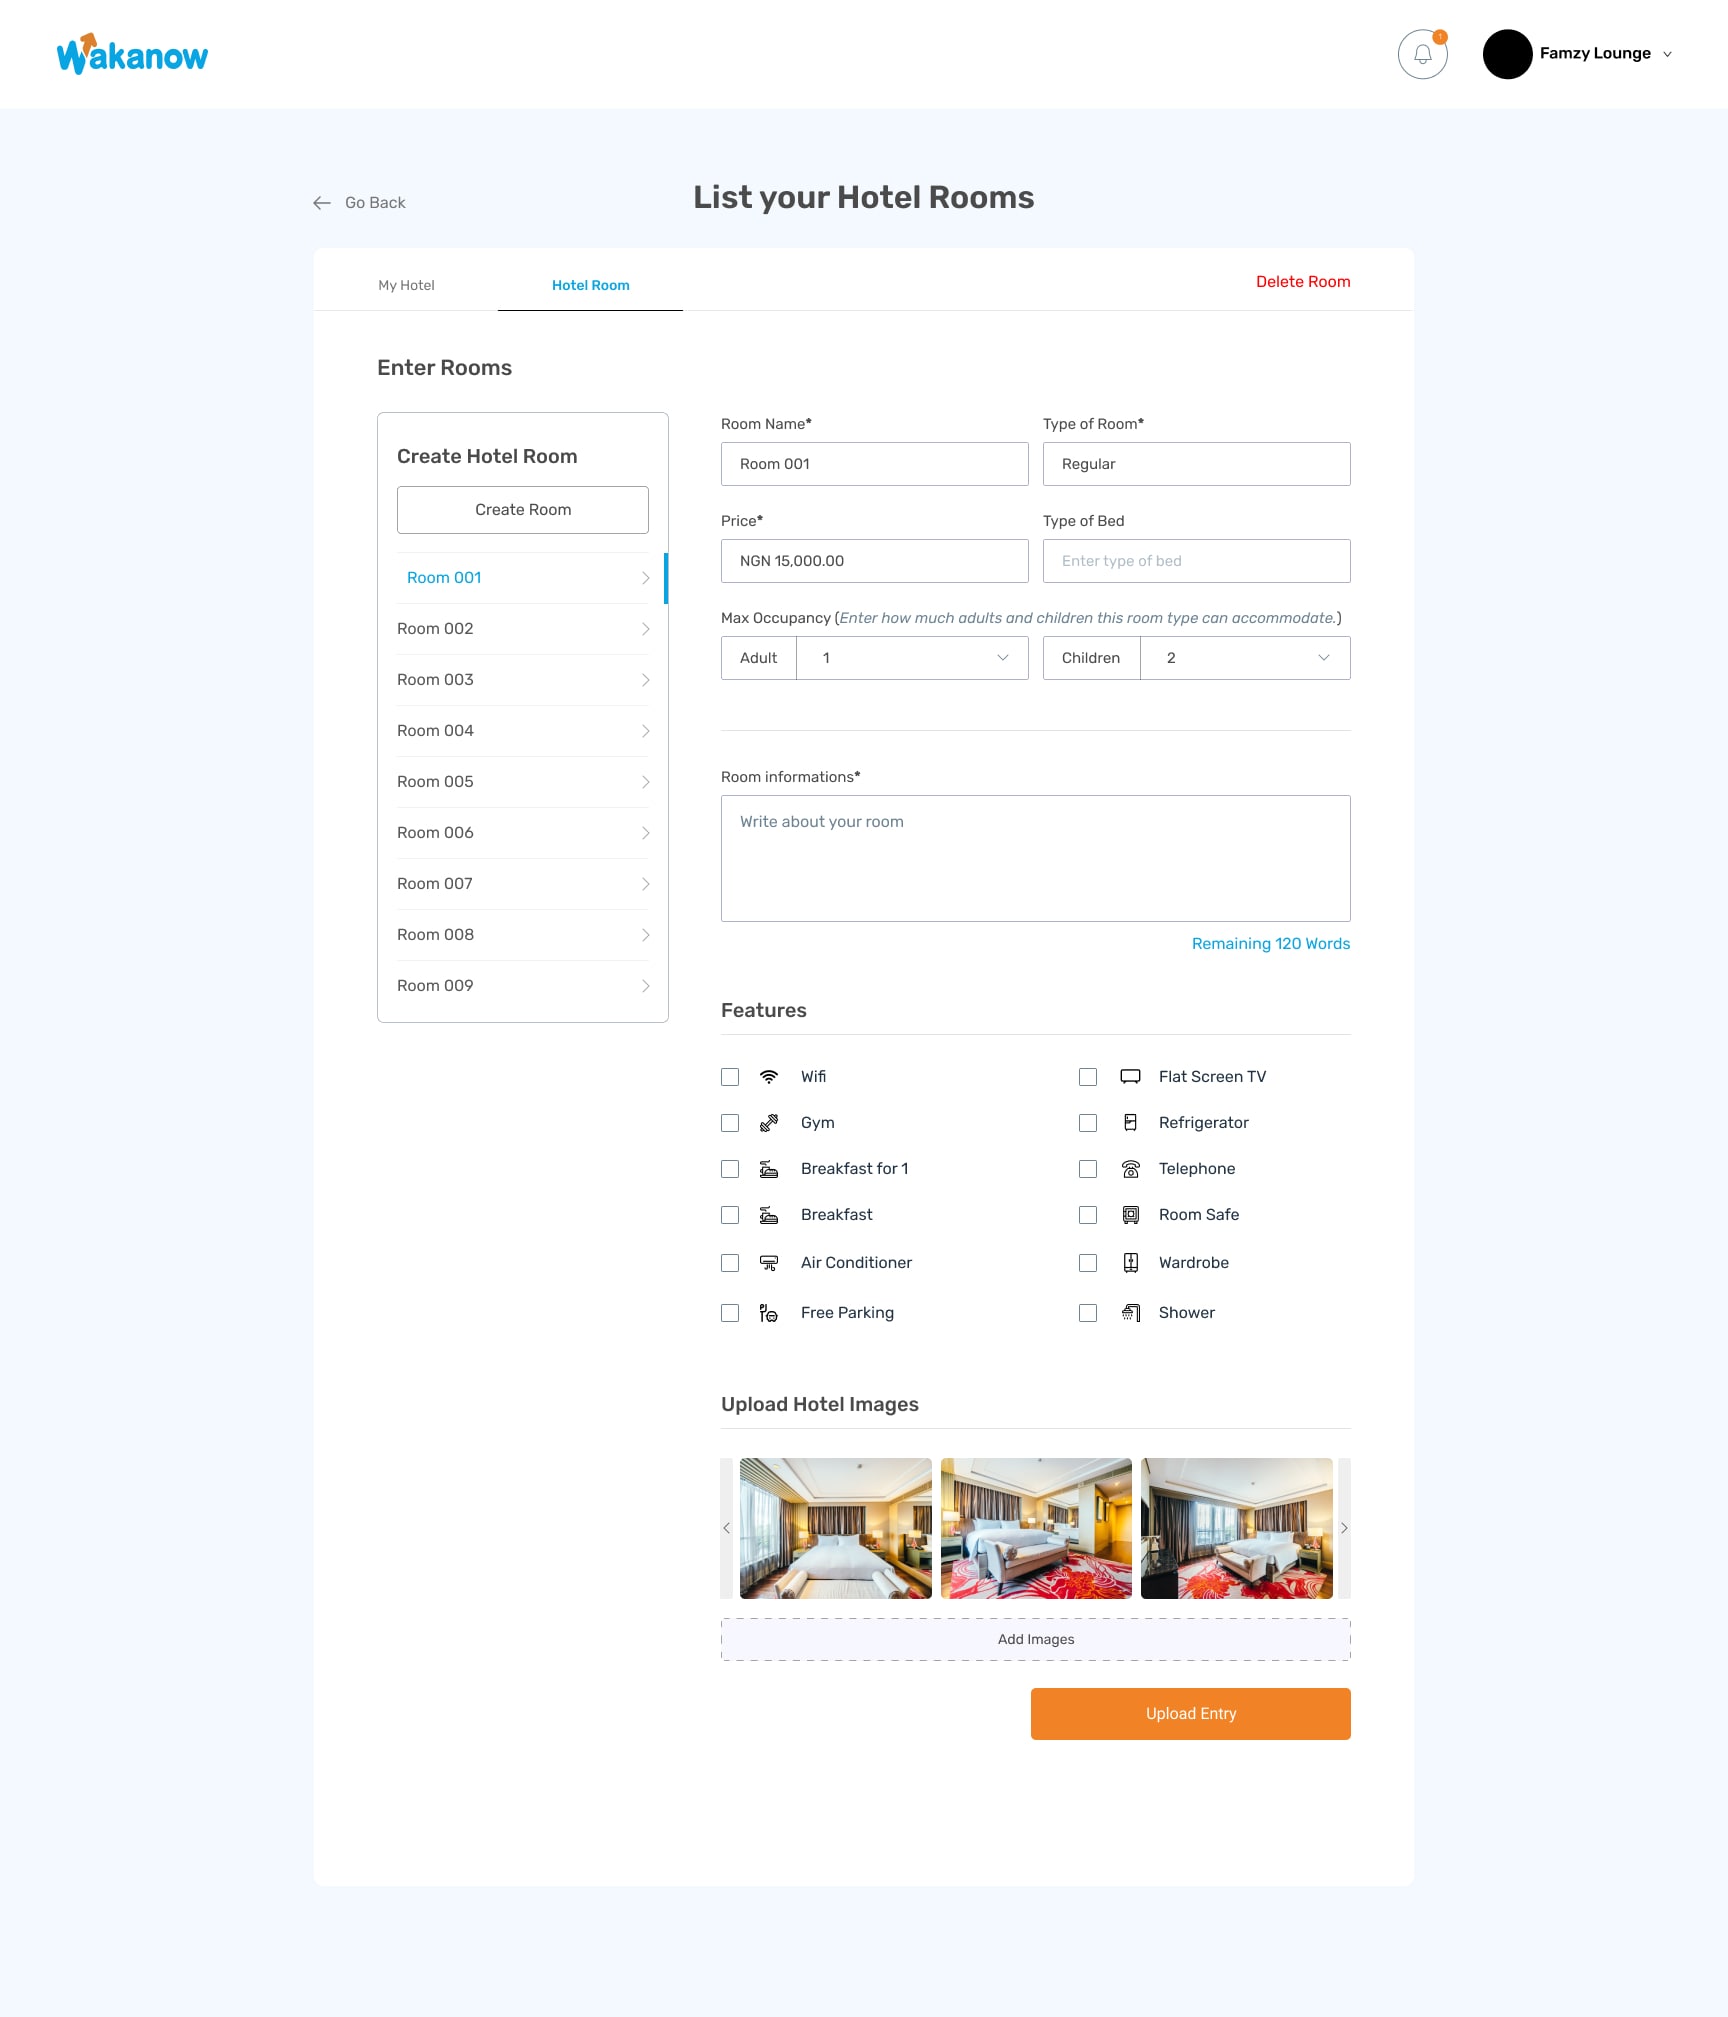 Wakanow
1
Famzy Lounge
Go Back
List your Hotel Rooms
My Hotel
Hotel Room
Delete Room
Enter Rooms
Create Hotel Room
Create Room
Room 001
Room 002
Room 003
Room 004
Room 005
Room 006
Room 007
Room 008
Room 009
Room Name*
Type of Room*
Room 001
Regular
Price*
Type of Bed
NGN 15,000.00
Enter type of bed
Max Occupancy (Enter how much adults and children this room type can accommodate.)
Adult
1
Children
2
Room informations*
Write about your room
Remaining 120 Words
Features
Wifi
Flat Screen TV
Gym
Refrigerator
Breakfast for 1
Telephone
Breakfast
Room Safe
Air Conditioner
Wardrobe
Free Parking
Shower
Upload Hotel Images
Add Images
Upload Entry